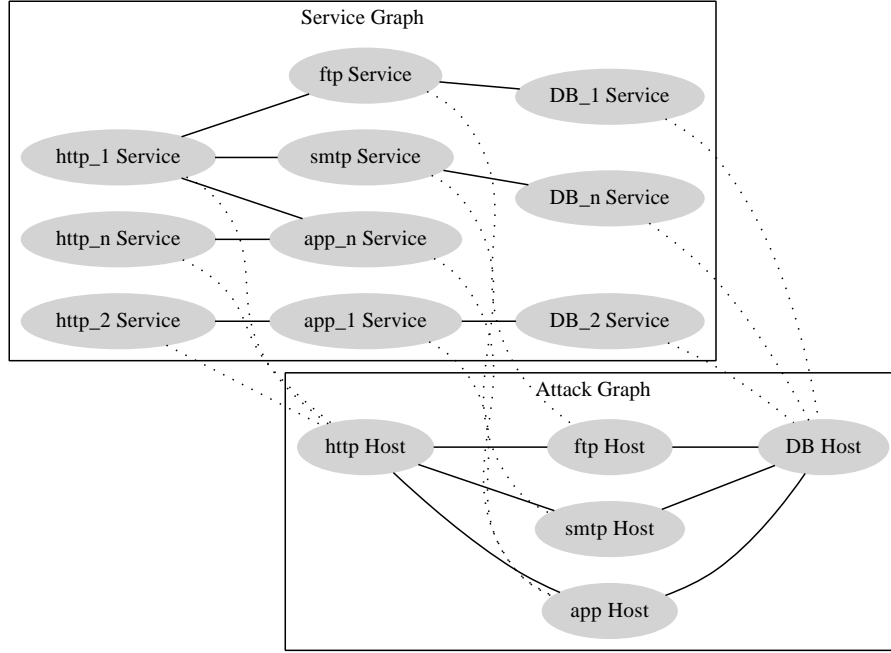 Service Graph
ftp Service
DB_1 Service
http_1 Service
smtp Service
DB_n Service
http_n Service
app_n Service
http_2 Service
app_1 Service
DB_2 Service
Attack Graph
http Host
ftp Host
DB Host
smtp Host
app Host